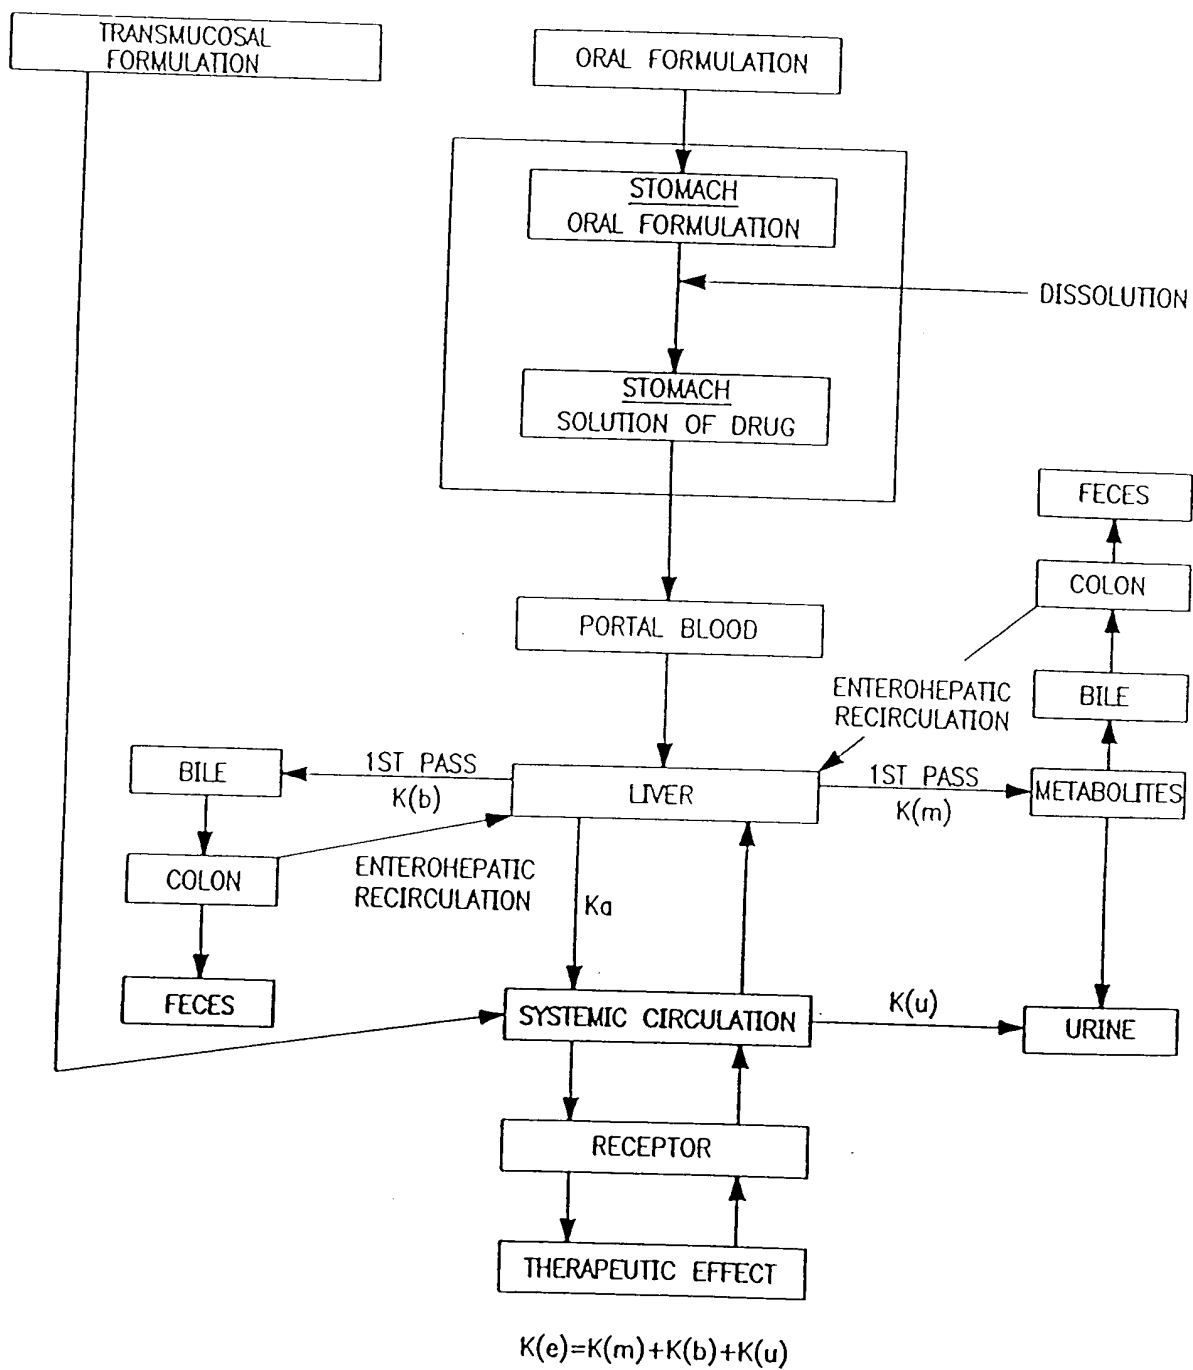 TRANSMUCOSAL
FORMULATION
ORAL FORMULATION
STOMACH
ORAL FORMULATION
DISSOLUTION
STOMACH
SOLUTION OF DRUG
FECES
COLON
PORTAL BLOOD
ENTEROHEPATIC
RECIRCULATION
BILE
BILE
1ST PASS
K(b)
LIVER
1ST PASS
K(m)
METABOLITES
COLON
ENTEROHEPATIC
RECIRCULATION
Ka
FECES
SYSTEMIC CIRCULATION
K(u)
URINE
RECEPTOR
THERAPEUTIC EFFECT
K(e)=K(m)+K(b)+K(u)